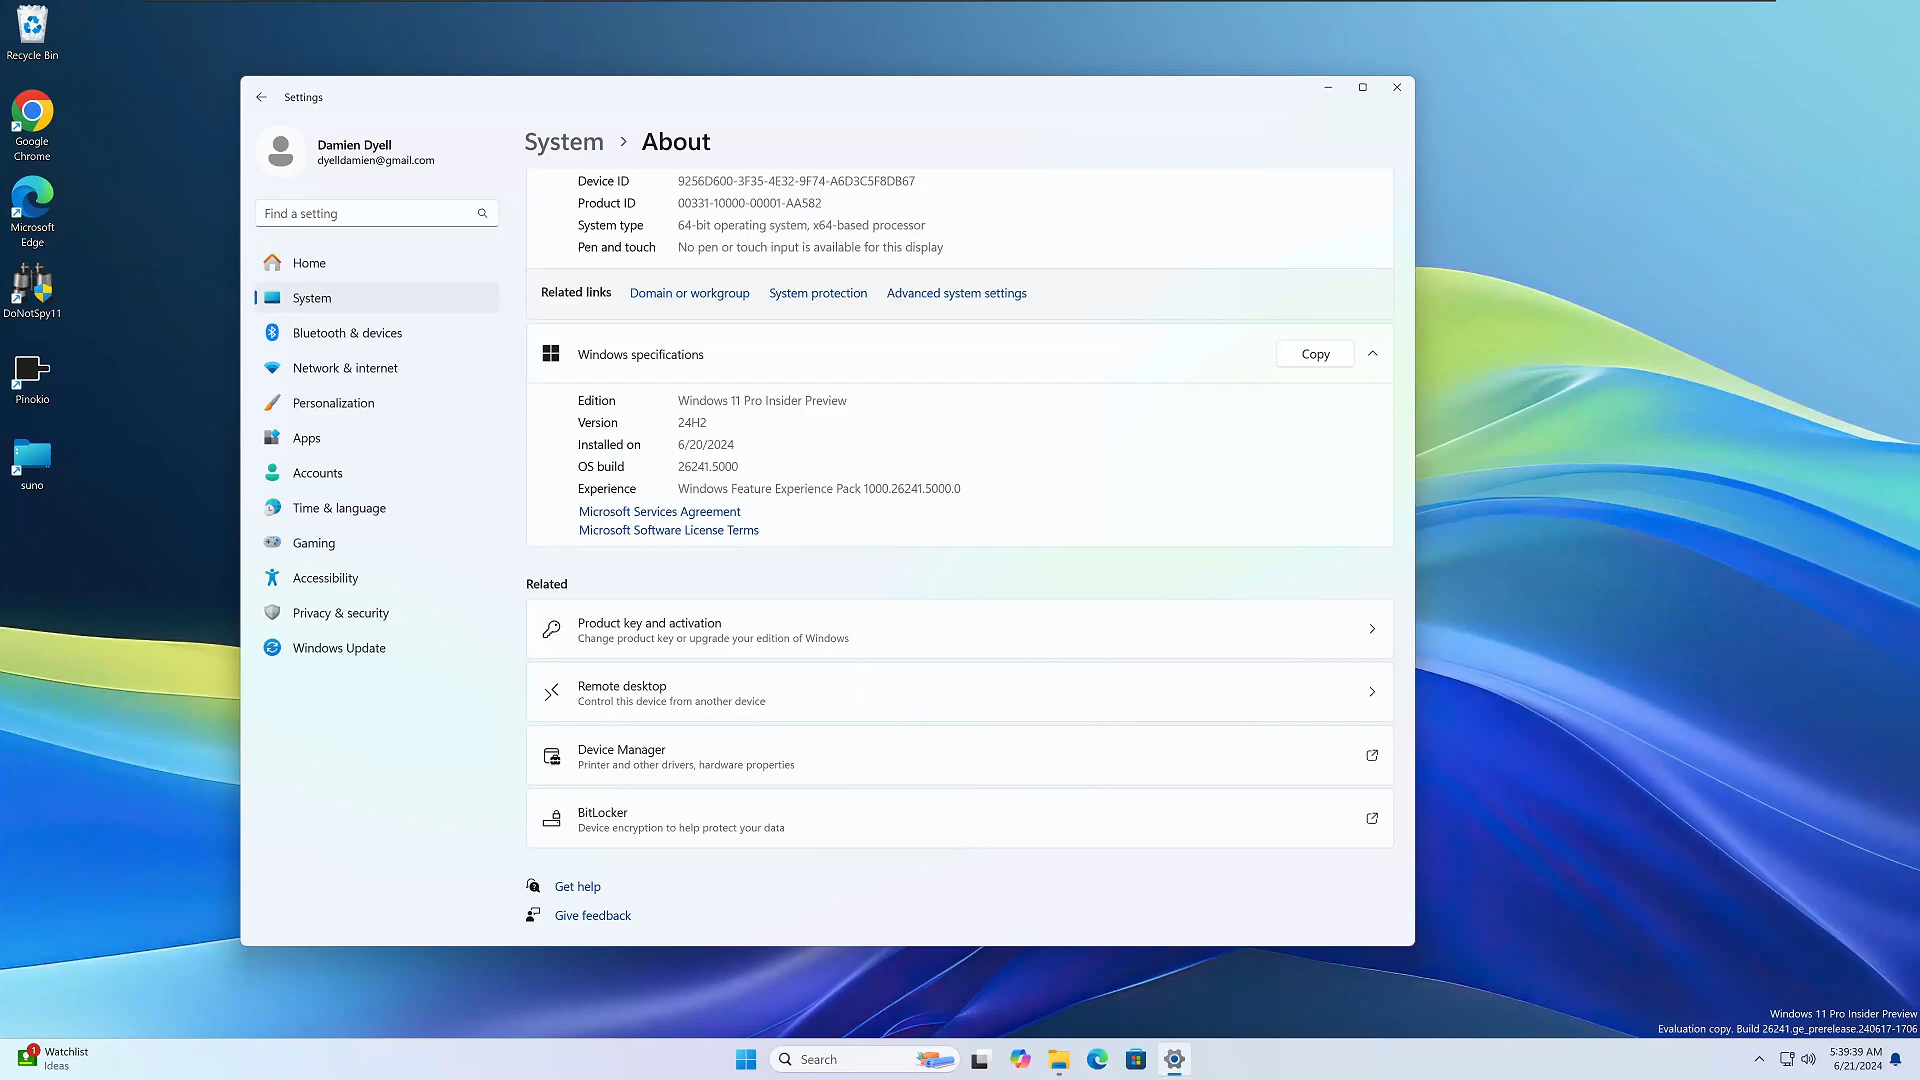 Recycle Bin
Google
Chrome
Microsoft
Edge
DoNotSpy11
Pinokio
suno
Settings
Damien Dyell
dyelldamien@gmail.com
Find a setting
Home
System
Bluetooth & devices
Network & internet
Personalization
Apps
Accounts
Time & language
Gaming
Accessibility
Privacy & security
Windows Update
System > About
Device ID 9256D600-3F35-4E32-9F74-A6D3C5F8DB67
Product ID 00331-10000-00001-AA582
System type 64-bit operating system, x64-based processor
Pen and touch No pen or touch input is available for this display
Related links Domain or workgroup System protection Advanced system settings
Windows specifications Copy
Edition Windows 11 Pro Insider Preview
Version 24H2
Installed on 6/20/2024
OS build 26241.5000
Experience Windows Feature Experience Pack 1000.26241.5000.0
Microsoft Services Agreement
Microsoft Software License Terms
Related
Product key and activation
Change product key or upgrade your edition of Windows
Remote desktop
Control this device from another device
Device Manager
Printer and other drivers, hardware properties
BitLocker
Device encryption to help protect your data
Get help
Give feedback
Windows 11 Pro Insider Preview
Evaluation copy. Build 26241.ge_prerelease.240617-1706
1
Watchlist
Ideas
Search
5:39:39 AM
6/21/2024